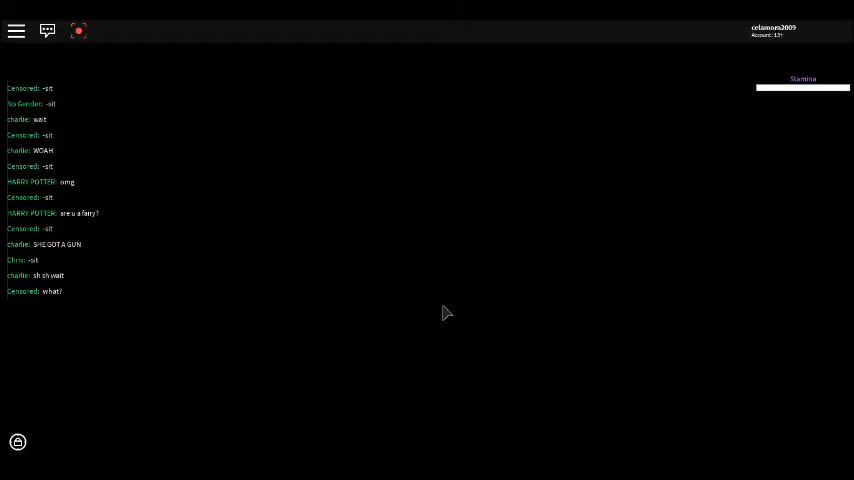 celamora2009
Account: 13+
Stamina
Censored: -sit
No Gender: -sit
charlie: wait
Censored: -sit
charlie: WOAH
Censored: -sit
HARRY POTTER: omg
Censored: -sit
HARRY POTTER: are u a fairy?
Censored: -sit
charlie: SHE GOT A GUN
Chris: -sit
charlie: sh sh wait
Censored: what?